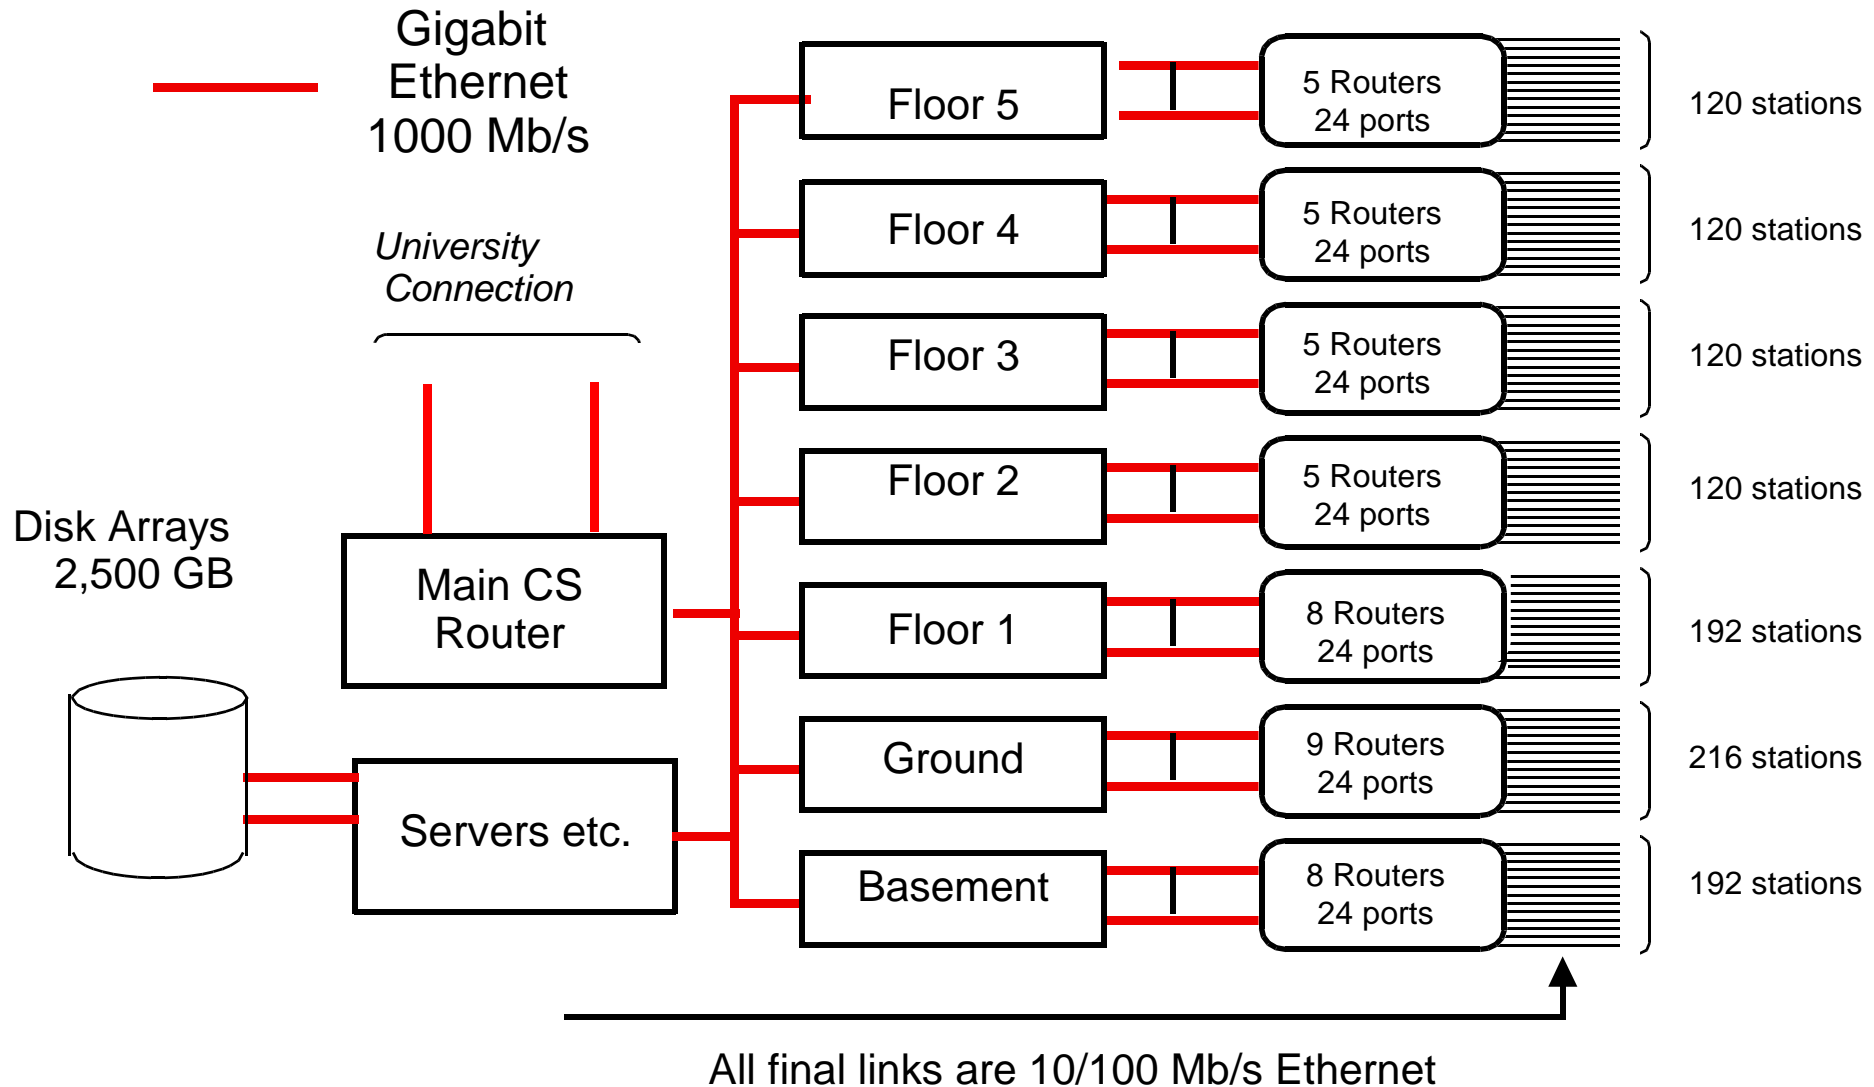 Gigabit
Ethernet
1000 Mb/s
University
Connection
Disk Arrays
2,500 GB
Main CS
Router
Servers etc.
Floor 5
5 Routers
24 ports
120 stations
Floor 4
5 Routers
24 ports
120 stations
Floor 3
5 Routers
24 ports
120 stations
Floor 2
5 Routers
24 ports
120 stations
Floor 1
8 Routers
24 ports
192 stations
Ground
9 Routers
24 ports
216 stations
Basement
8 Routers
24 ports
192 stations
All final links are 10/100 Mb/s Ethernet